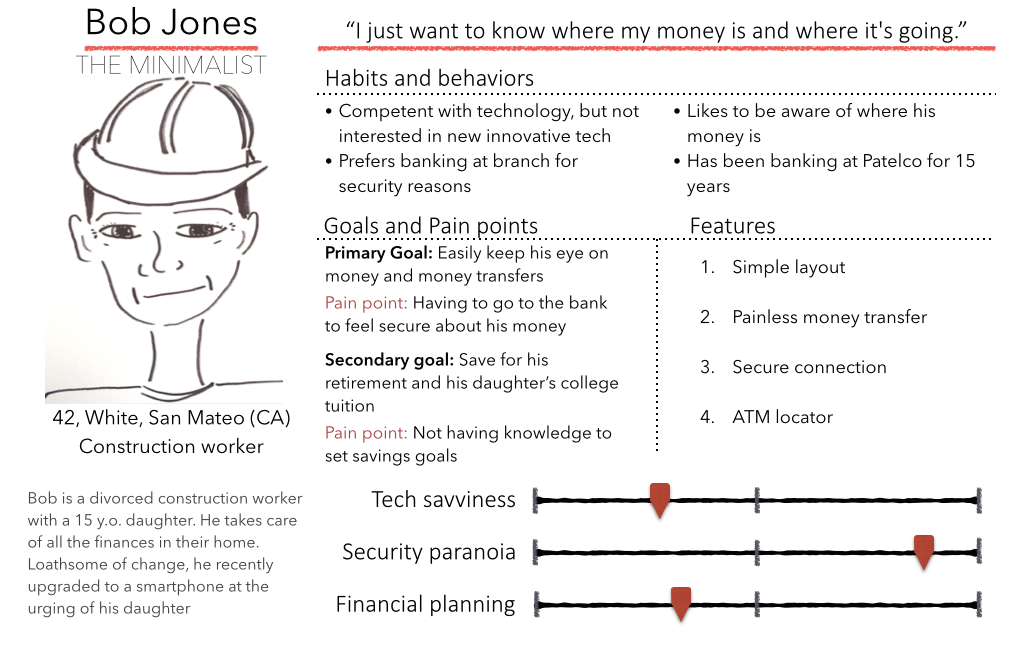 Bob Jones
THE MINIMALIST
42, White, San Mateo (CA)
Construction worker
Bob is a divorced construction worker
with a 15 y.o. daughter. He takes care
of all the finances in their home.
Loathsome of change, he recently
upgraded to a smartphone at the
urging of his daughter
“I just want to know where my money is and where it's going.”
Habits and behaviors
• Competent with technology, but not
interested in new innovative tech
• Prefers banking at branch for
security reasons
• Likes to be aware of where his
money is
• Has been banking at Patelco for 15
years
Goals and Pain points
Primary Goal: Easily keep his eye on
money and money transfers
Pain point: Having to go to the bank
to feel secure about his money
Secondary goal: Save for his
retirement and his daughter’s college
tuition
Pain point: Not having knowledge to
set savings goals
Features
1. Simple layout
2. Painless money transfer
3. Secure connection
4. ATM locator
Tech savviness
Security paranoia
Financial planning